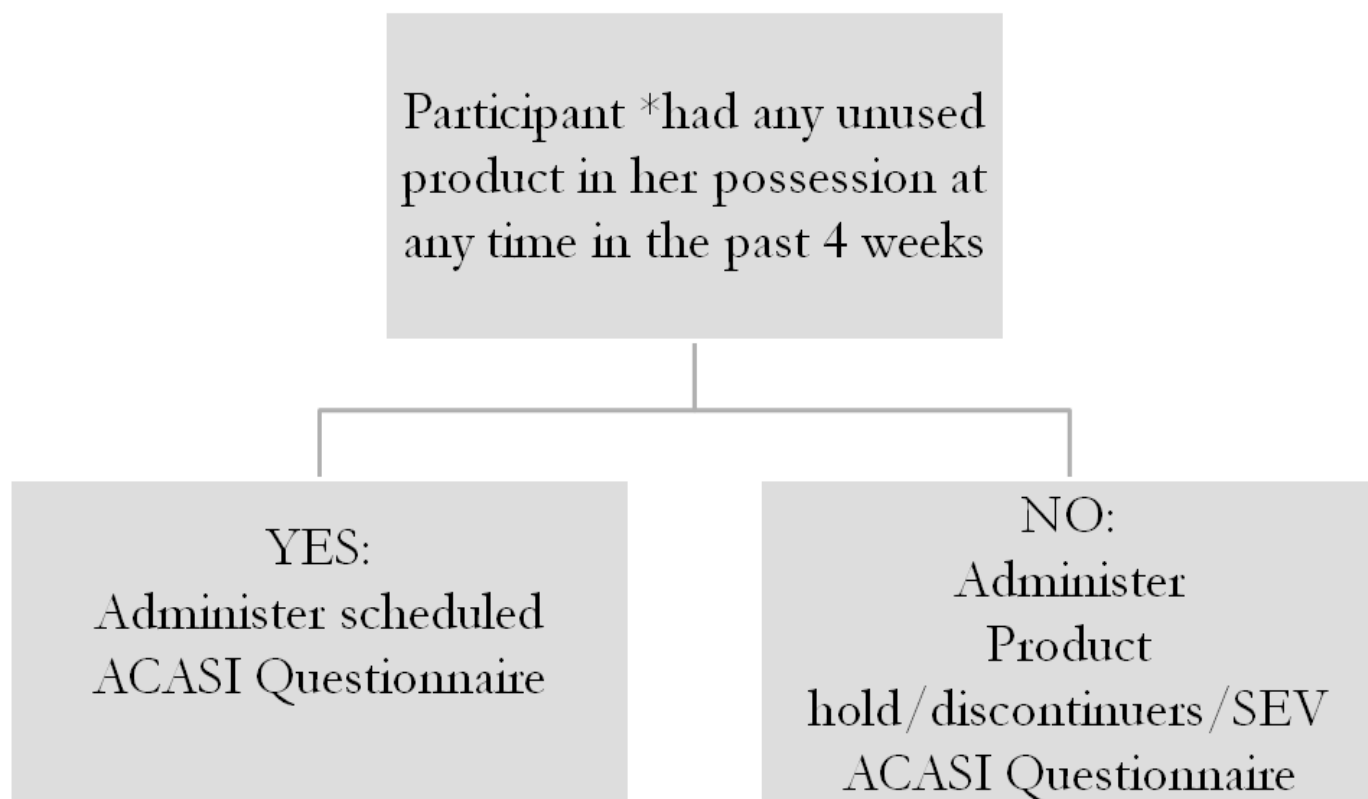 Participant *had any unused
product in her possession at
any time in the past 4 weeks
YES:
Administer scheduled
ACASI Questionnaire
NO:
Administer
Product
hold/discontinuers/SEV
ACASI Questionnaire